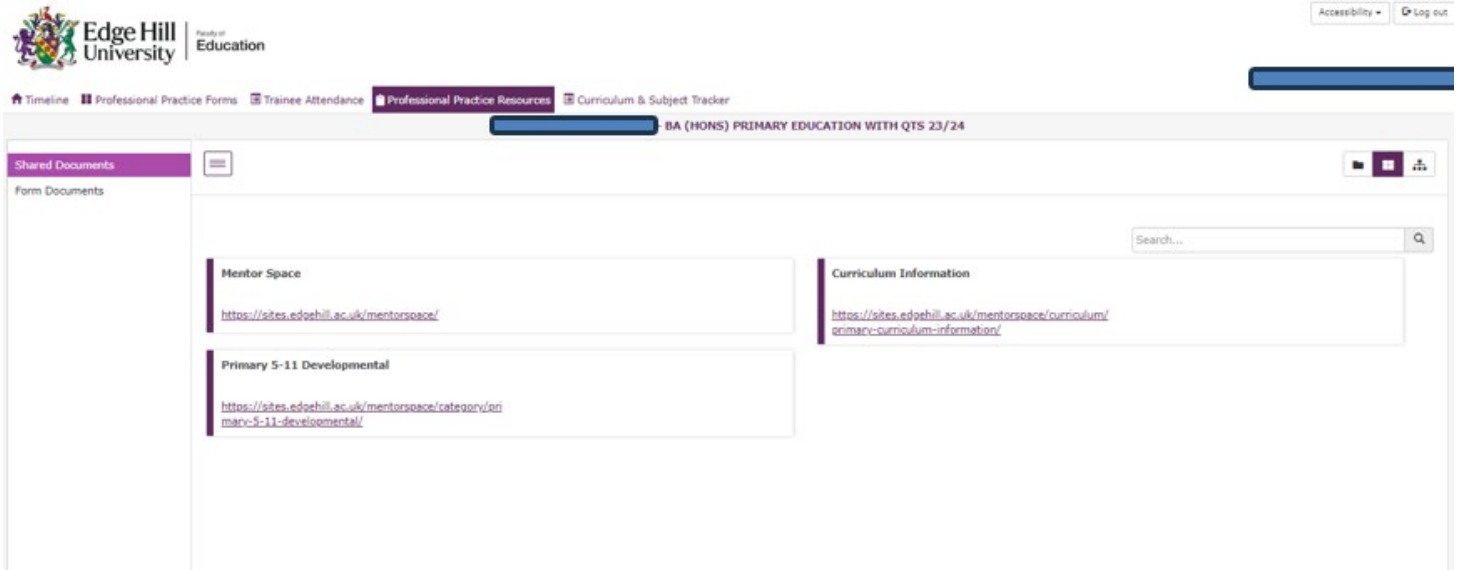 Accessibility
Log out
Edge Hill
University
Faculty of
Education
Timeline Professional Practice Forms Trainee Attendance Professional Practice Resources Curriculum & Subject Tracker
- BA (HONS) PRIMARY EDUCATION WITH QTS 23/24
Shared Documents
Form Documents
Search...
Mentor Space
https://sites.edgehill.ac.uk/mentorspace/
Curriculum Information
https://sites.edgehill.ac.uk/mentorspace/curriculum/
primary-curriculum-information/
Primary 5-11 Developmental
https://sites.edgehill.ac.uk/mentorspace/category/pri
mary-5-11-developmental/